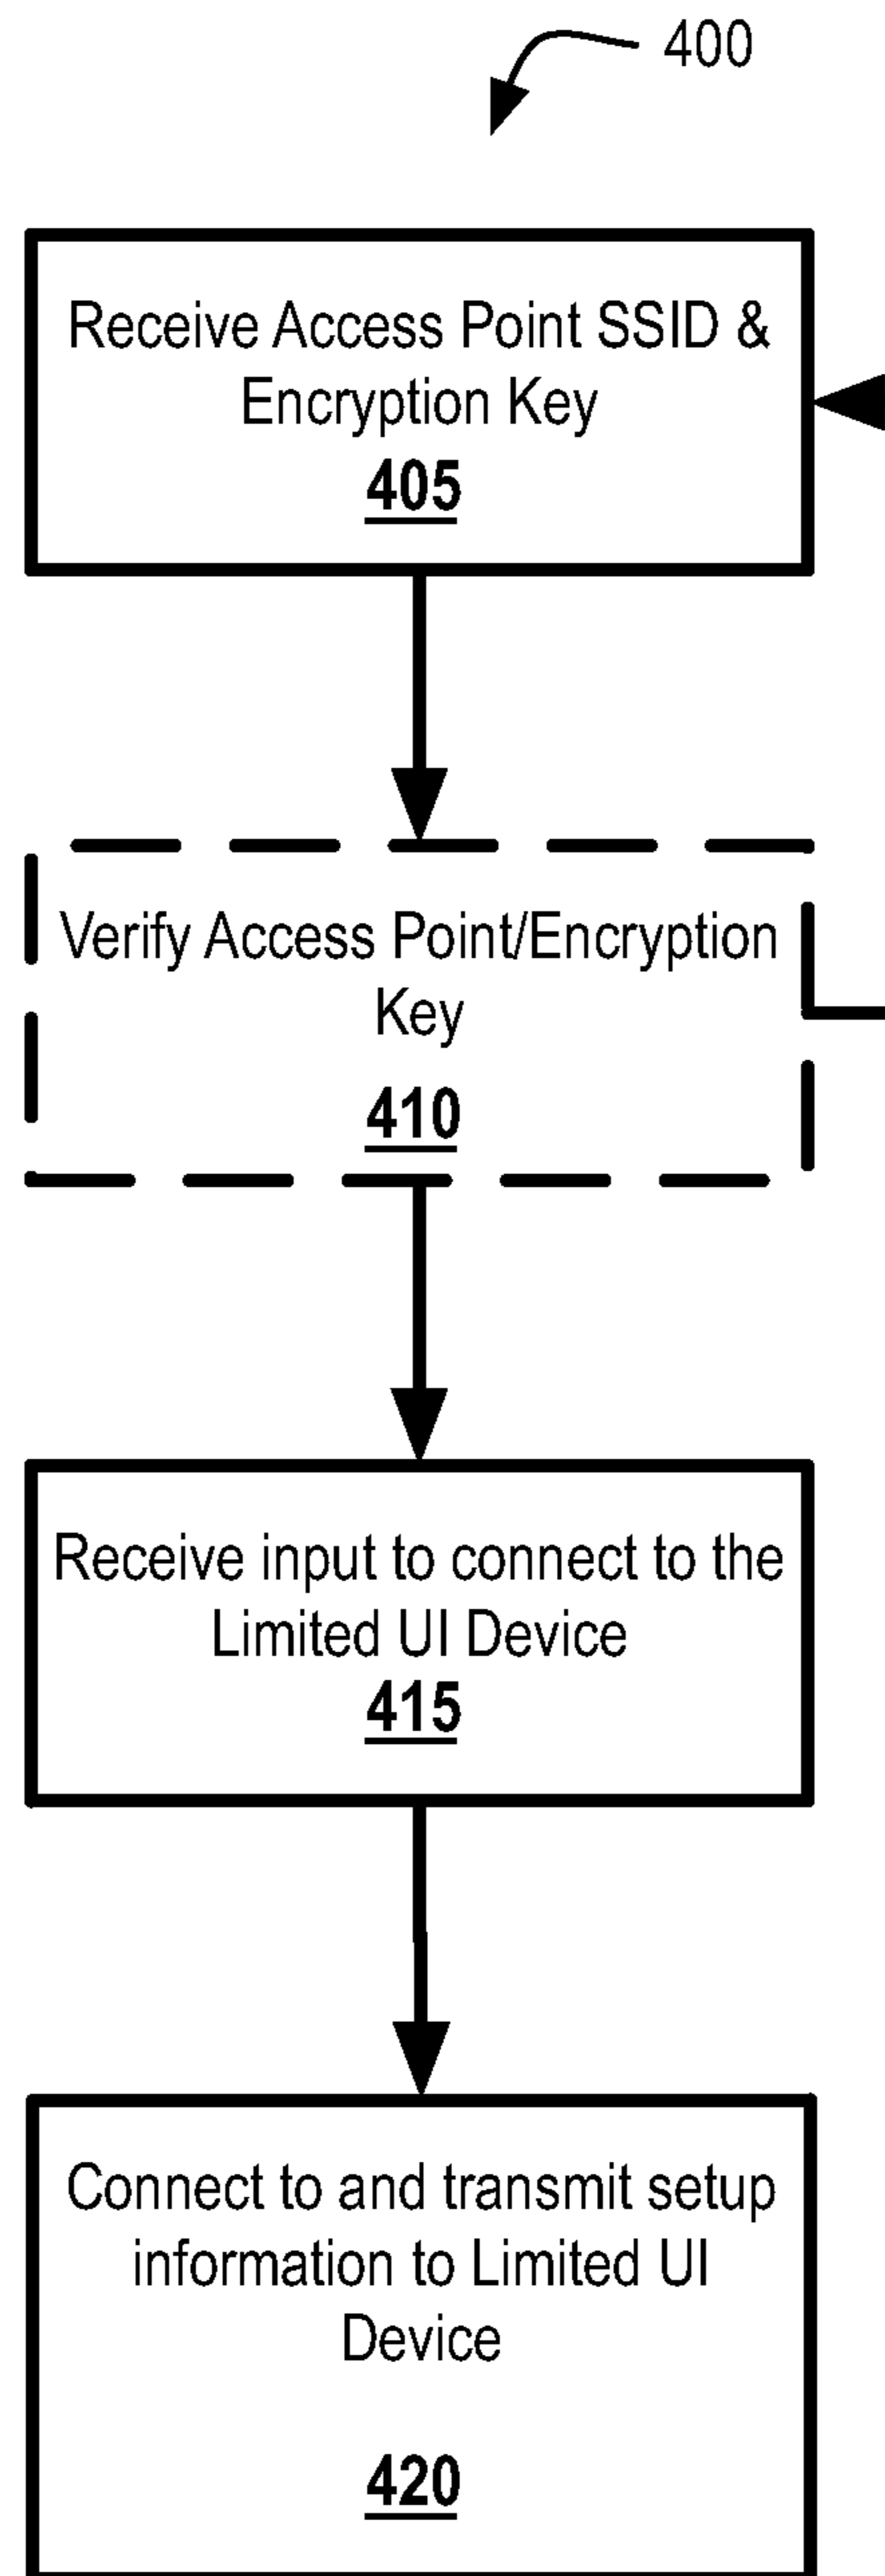 400
Receive Access Point SSID &
Encryption Key
405
Verify Access Point/Encryption
Key
410
Receive input to connect to the
Limited UI Device
415
Connect to and transmit setup
information to Limited UI
Device
420